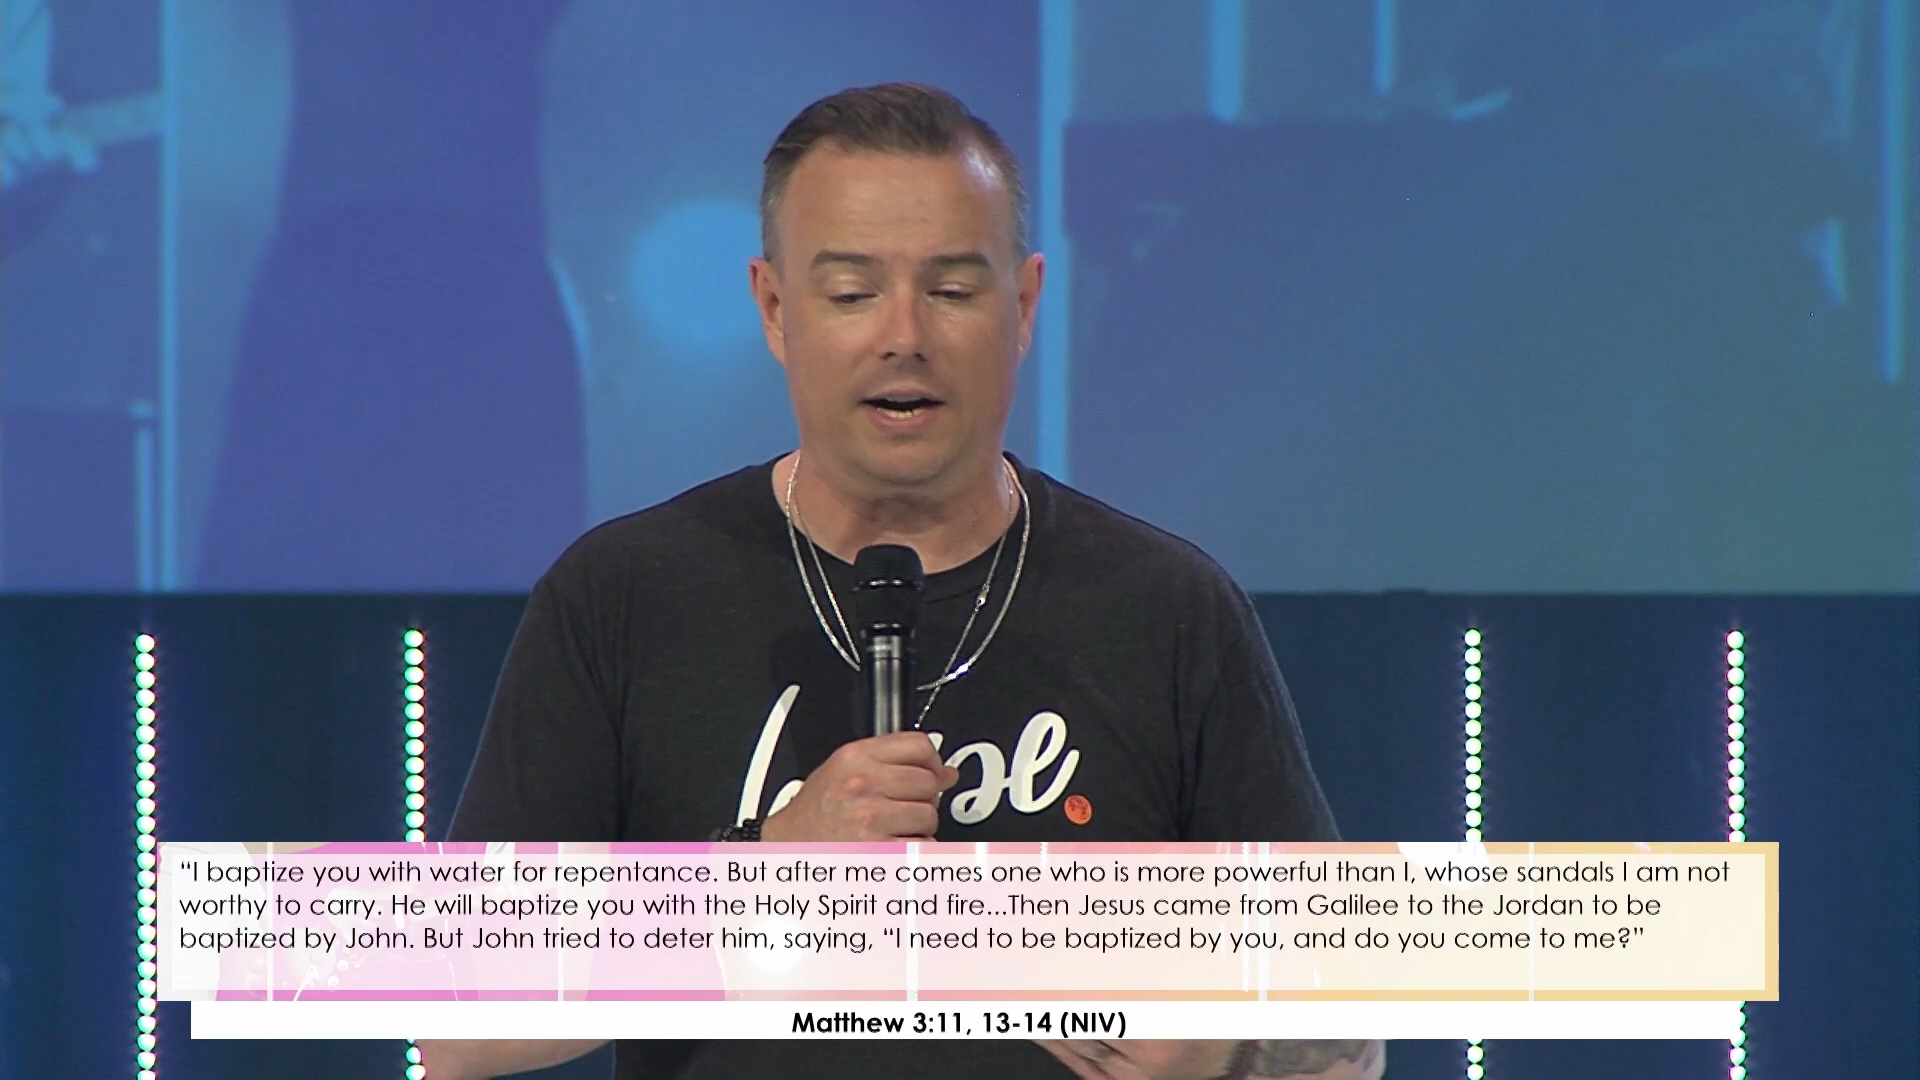 “I baptize you with water for repentance. But after me comes one who is more powerful than I, whose sandals I am not
worthy to carry. He will baptize you with the Holy Spirit and fire...Then Jesus came from Galilee to the Jordan to be
baptized by John. But John tried to deter him, saying, “I need to be baptized by you, and do you come to me?”
Matthew 3:11, 13-14 (NIV)